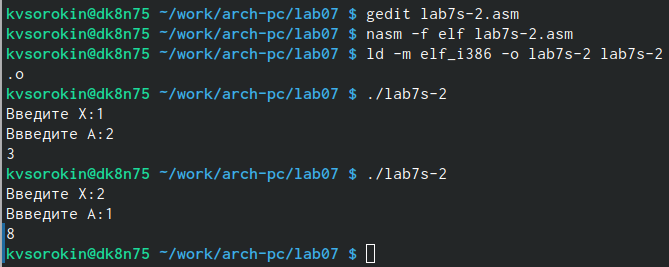 kvsorokin@dk8n75 ~/work/arch-pc/lab07 $ gedit lab7s-2.asm
kvsorokin@dk8n75 ~/work/arch-pc/lab07 $ nasm -f elf lab7s-2.asm
kvsorokin@dk8n75 ~/work/arch-pc/lab07 $ ld -m elf_i386 -o lab7s-2 lab7s-2
.o
kvsorokin@dk8n75 ~/work/arch-pc/lab07 $ ./lab7s-2
Введите X:1
Ввведите A:2
3
kvsorokin@dk8n75 ~/work/arch-pc/lab07 $ ./lab7s-2
Введите X:2
Ввведите A:1
8
kvsorokin@dk8n75 ~/work/arch-pc/lab07 $